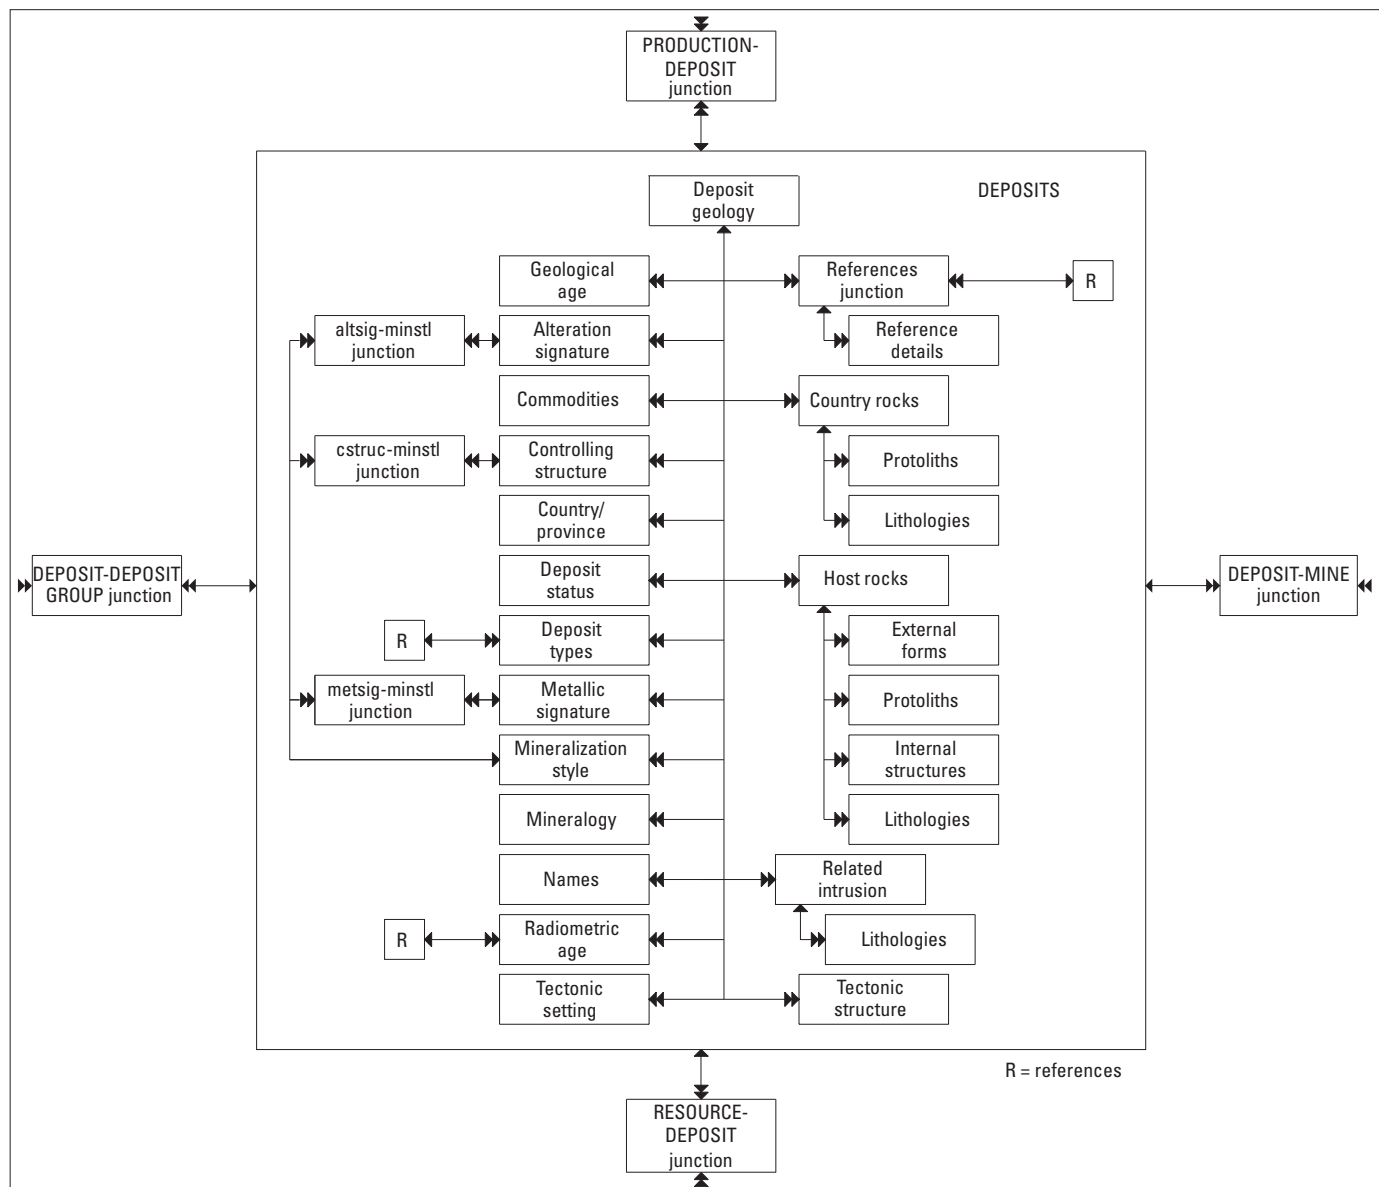 PRODUCTION-
DEPOSIT
junction
DEPOSITS
Deposit
geology
Geological
age
References
junction
R
altsig-minstl
junction
Alteration
signature
Reference
details
Commodities
Country rocks
cstruc-minstl
junction
Controlling
structure
Protoliths
Country/
province
Lithologies
DEPOSIT-DEPOSIT
GROUP junction
Deposit
status
Host rocks
DEPOSIT-MINE
junction
R
Deposit
types
External
forms
metsig-minstl
junction
Metallic
signature
Protoliths
Mineralization
style
Internal
structures
Mineralogy
Lithologies
Names
Related
intrusion
R
Radiometric
age
Lithologies
Tectonic
setting
Tectonic
structure
R = references
RESOURCE-
DEPOSIT
junction